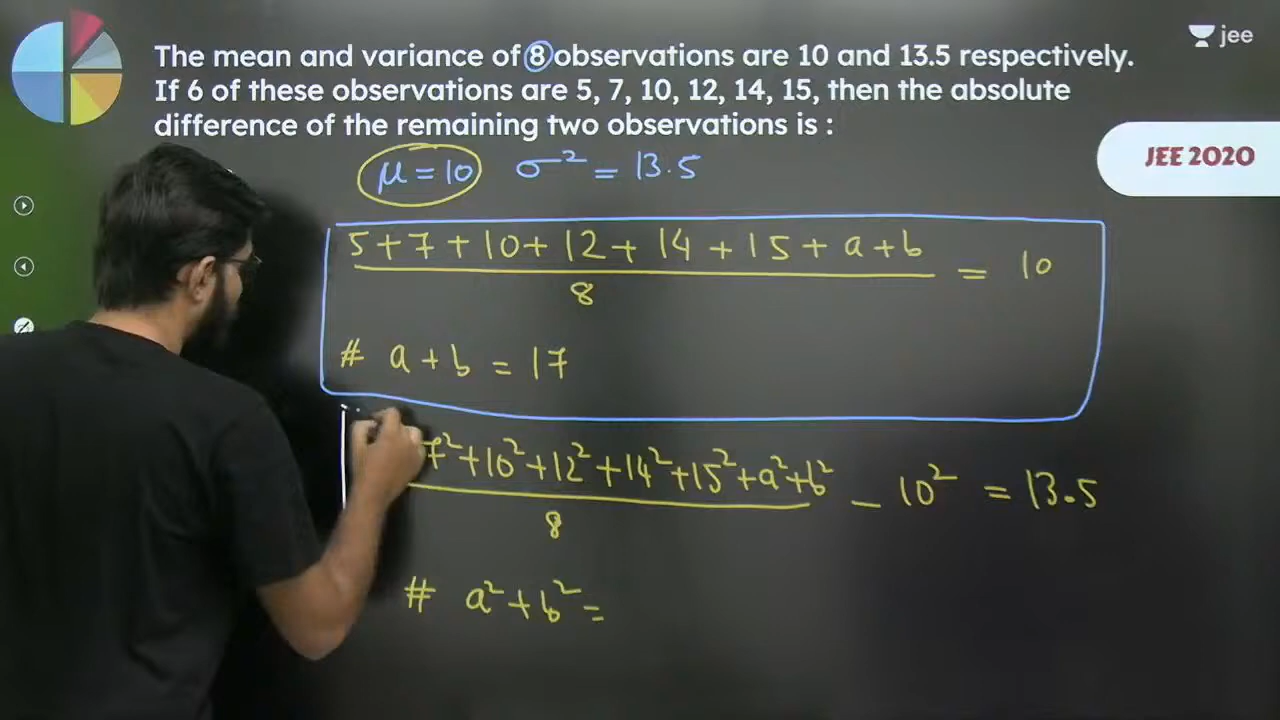 jee
The mean and variance of 8 observations are 10 and 13.5 respectively.
If 6 of these observations are 5, 7, 10, 12, 14, 15, then the absolute
difference of the remaining two observations is :
JEE 2020
μ = 10 σ² = 13.5
5 + 7 + 10 + 12 + 14 + 15 + a + b
8
= 10
# a + b = 17
7² + 10² + 12² + 14² + 15² + a² + b²
8
− 10² = 13.5
# a² + b² =